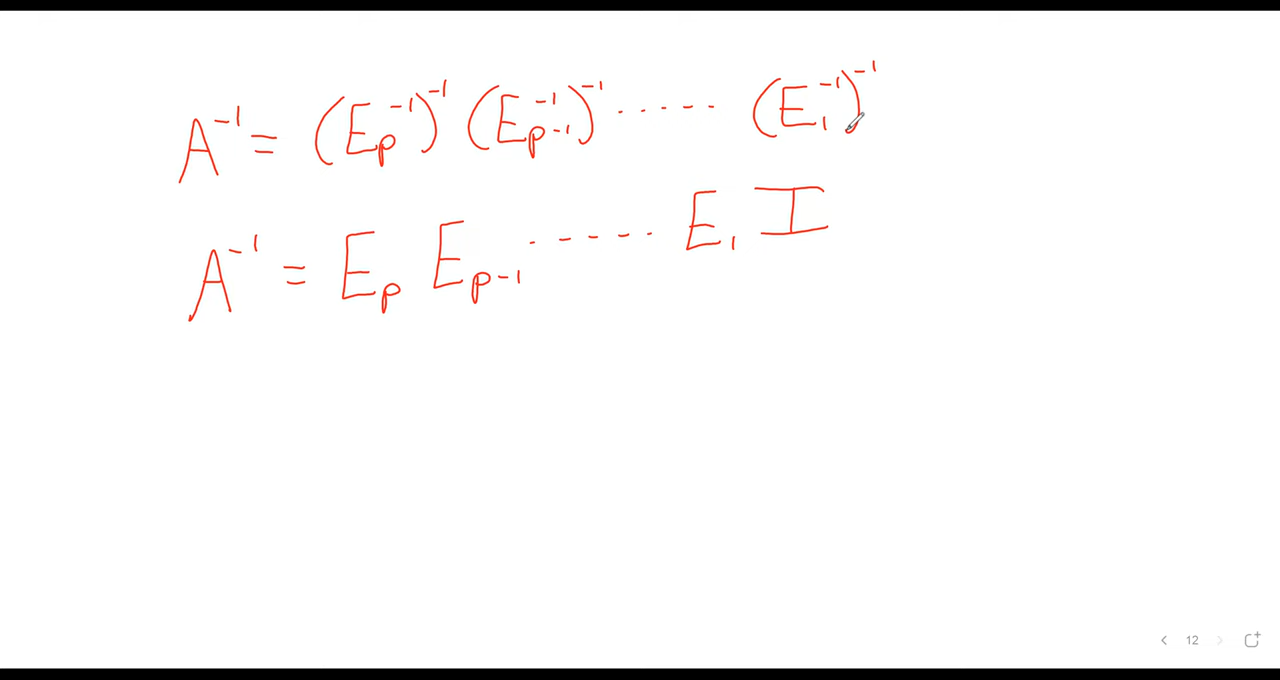 A⁻¹ = (Eₚ⁻¹)⁻¹ (Eₚ₋₁⁻¹)⁻¹ ····· (E₁⁻¹)⁻¹
A⁻¹ = Eₚ Eₚ₋₁ ····· E₁ I
< 12 >